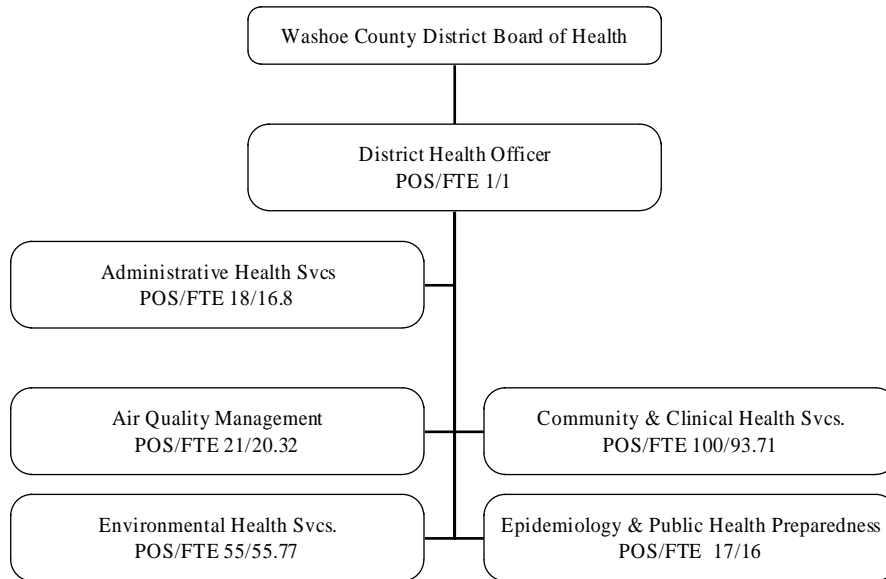 Washoe County District Board of Health
District Health Officer
POS/FTE 1/1
Administrative Health Svcs
POS/FTE 18/16.8
Air Quality Management
POS/FTE 21/20.32
Community & Clinical Health Svcs.
POS/FTE 100/93.71
Environmental Health Svcs.
POS/FTE 55/55.77
Epidemiology & Public Health Preparedness
POS/FTE 17/16